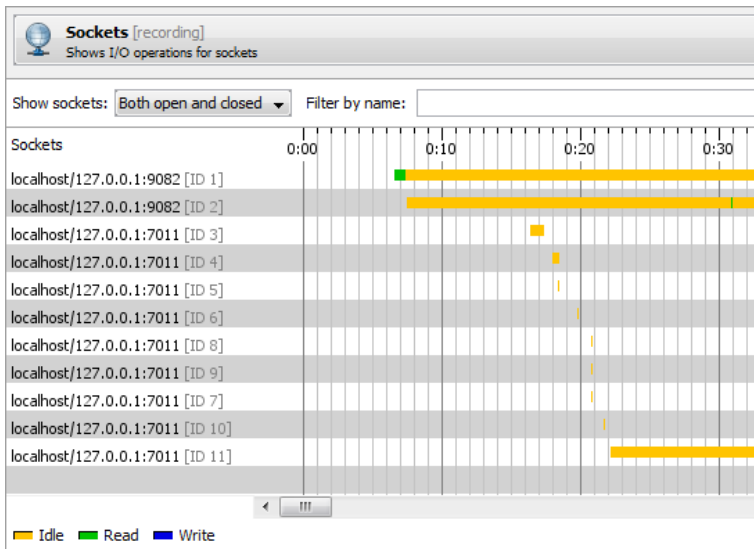 Sockets [recording]
Shows I/O operations for sockets
Show sockets: Both open and closed Filter by name:
Sockets 0:00 0:10 0:20 0:30
localhost/127.0.0.1:9082 [ID 1]
localhost/127.0.0.1:9082 [ID 2]
localhost/127.0.0.1:7011 [ID 3]
localhost/127.0.0.1:7011 [ID 4]
localhost/127.0.0.1:7011 [ID 5]
localhost/127.0.0.1:7011 [ID 6]
localhost/127.0.0.1:7011 [ID 8]
localhost/127.0.0.1:7011 [ID 9]
localhost/127.0.0.1:7011 [ID 7]
localhost/127.0.0.1:7011 [ID 10]
localhost/127.0.0.1:7011 [ID 11]
Idle Read Write